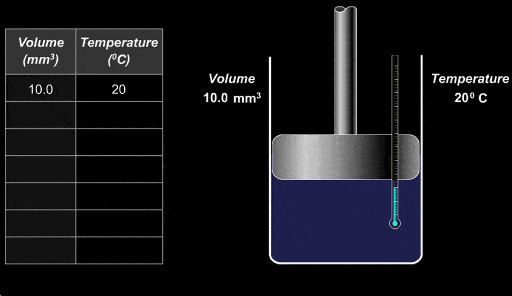 Volume Temperature
(mm³) (⁰C)
10.0 20
Volume
10.0 mm³
Temperature
20⁰ C